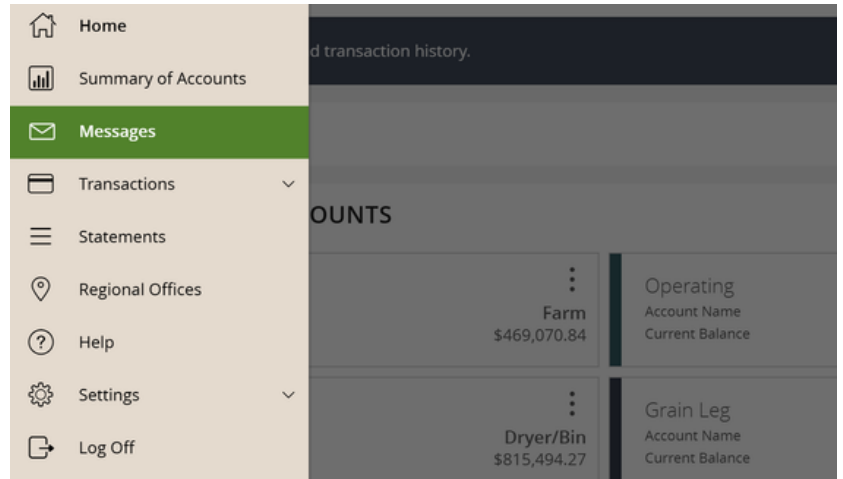 Home
Summary of Accounts
Messages
Transactions
Statements
Regional Offices
Help
Settings
Log Off
d transaction history.
OUNTS
Farm
$469,070.84
Operating
Account Name
Current Balance
Dryer/Bin
$815,494.27
Grain Leg
Account Name
Current Balance